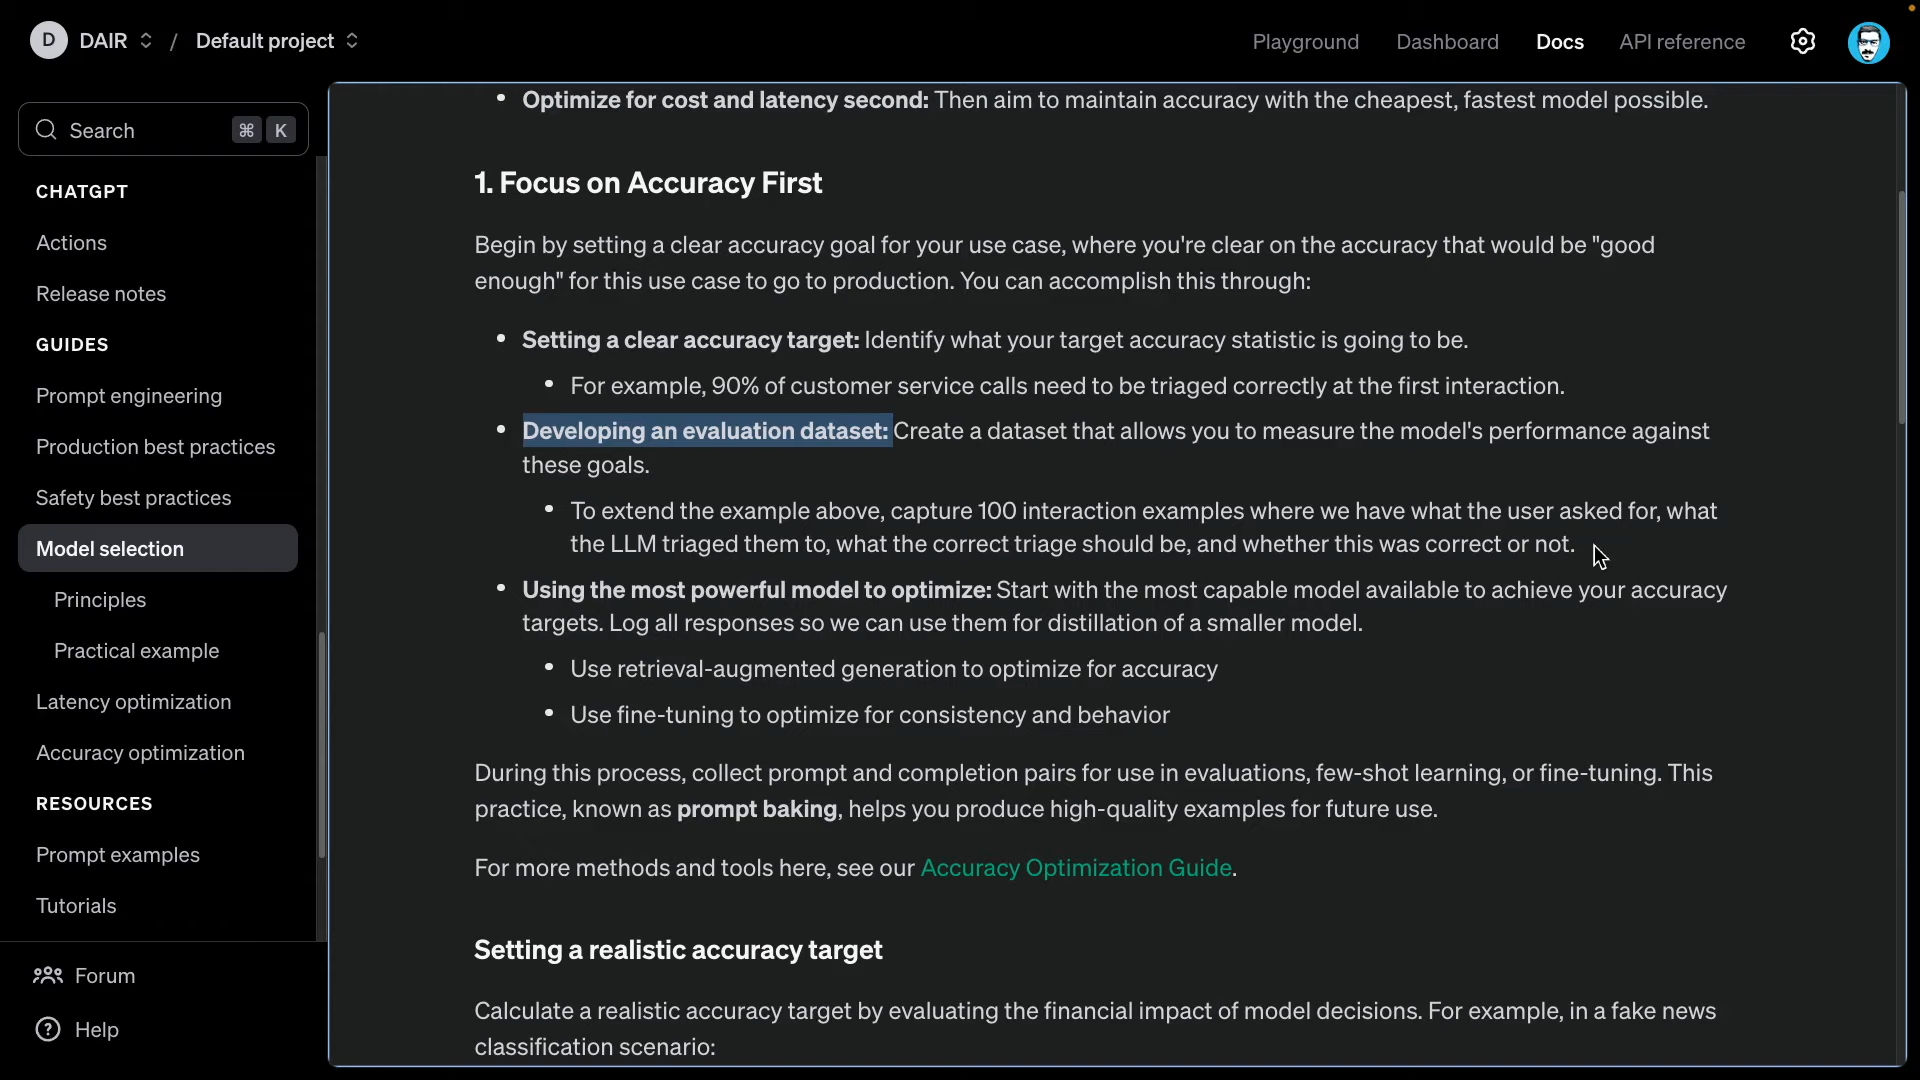 D DAIR / Default project
Playground Dashboard Docs API reference
Search ⌘ K
CHATGPT
Actions
Release notes
GUIDES
Prompt engineering
Production best practices
Safety best practices
Model selection
Principles
Practical example
Latency optimization
Accuracy optimization
RESOURCES
Prompt examples
Tutorials
Forum
Help
• Optimize for cost and latency second: Then aim to maintain accuracy with the cheapest, fastest model possible.
1. Focus on Accuracy First
Begin by setting a clear accuracy goal for your use case, where you're clear on the accuracy that would be "good
enough" for this use case to go to production. You can accomplish this through:
• Setting a clear accuracy target: Identify what your target accuracy statistic is going to be.
• For example, 90% of customer service calls need to be triaged correctly at the first interaction.
• Developing an evaluation dataset: Create a dataset that allows you to measure the model's performance against
these goals.
• To extend the example above, capture 100 interaction examples where we have what the user asked for, what
the LLM triaged them to, what the correct triage should be, and whether this was correct or not.
• Using the most powerful model to optimize: Start with the most capable model available to achieve your accuracy
targets. Log all responses so we can use them for distillation of a smaller model.
• Use retrieval-augmented generation to optimize for accuracy
• Use fine-tuning to optimize for consistency and behavior
During this process, collect prompt and completion pairs for use in evaluations, few-shot learning, or fine-tuning. This
practice, known as prompt baking, helps you produce high-quality examples for future use.
For more methods and tools here, see our Accuracy Optimization Guide.
Setting a realistic accuracy target
Calculate a realistic accuracy target by evaluating the financial impact of model decisions. For example, in a fake news
classification scenario: